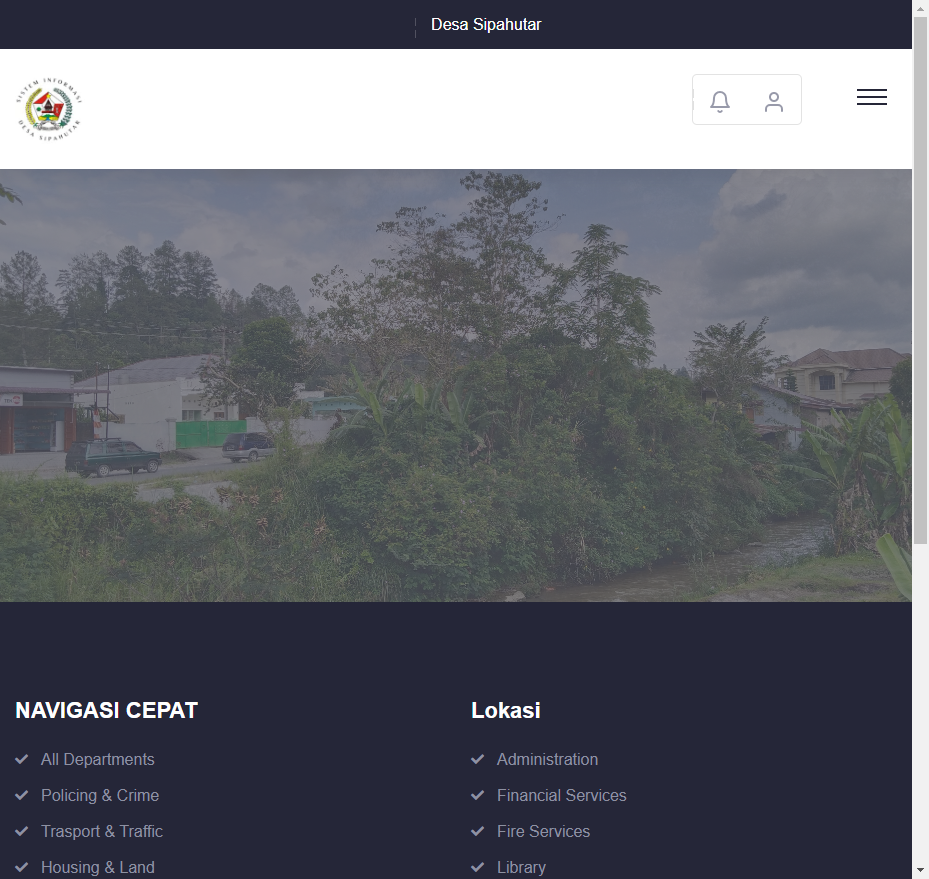 Desa Sipahutar
SISTEM INFORMASI
DESA SIPAHUTAR
NAVIGASI CEPAT
All Departments
Policing & Crime
Trasport & Traffic
Housing & Land
Lokasi
Administration
Financial Services
Fire Services
Library